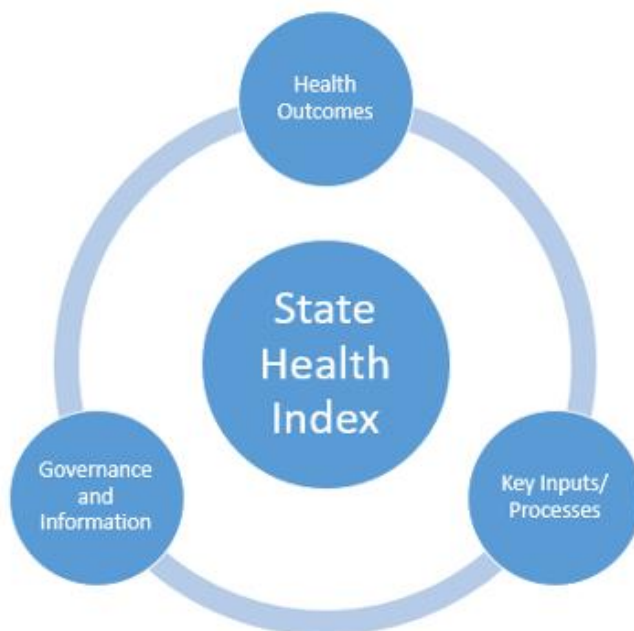 Health
Outcomes
State
Health
Index
Governance
and
Information
Key Inputs/
Processes